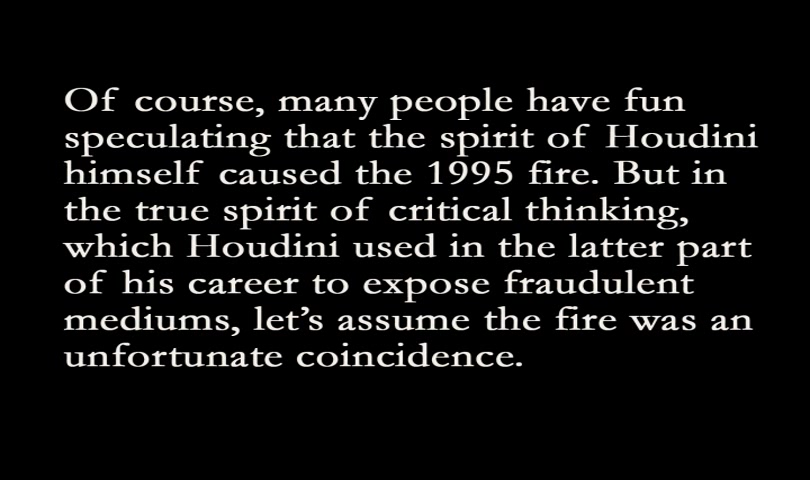 Of course, many people have fun
speculating that the spirit of Houdini
himself caused the 1995 fire. But in
the true spirit of critical thinking,
which Houdini used in the latter part
of his career to expose fraudulent
mediums, let’s assume the fire was an
unfortunate coincidence.